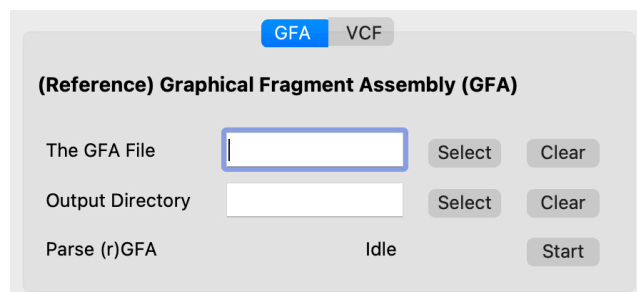 GFA VCF
(Reference) Graphical Fragment Assembly (GFA)
The GFA File Select Clear
Output Directory Select Clear
Parse (r)GFA Idle Start